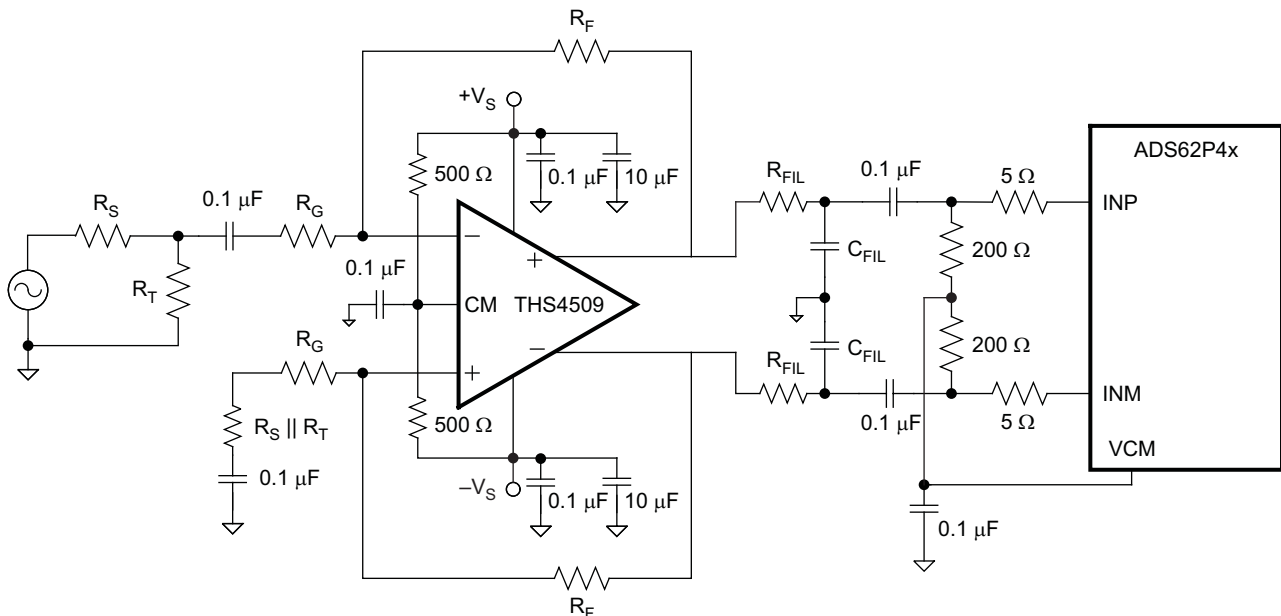 R_F
+V_S
500 Ω
0.1 μF
10 μF
ADS62P4x
R_S
0.1 μF
R_G
R_FIL
0.1 μF
5 Ω
INP
−
+
0.1 μF
C_FIL
200 Ω
R_T
CM
THS4509
R_G
+
−
R_FIL
C_FIL
200 Ω
0.1 μF
5 Ω
INM
R_S || R_T
500 Ω
VCM
0.1 μF
−V_S
0.1 μF
10 μF
0.1 μF
R_F